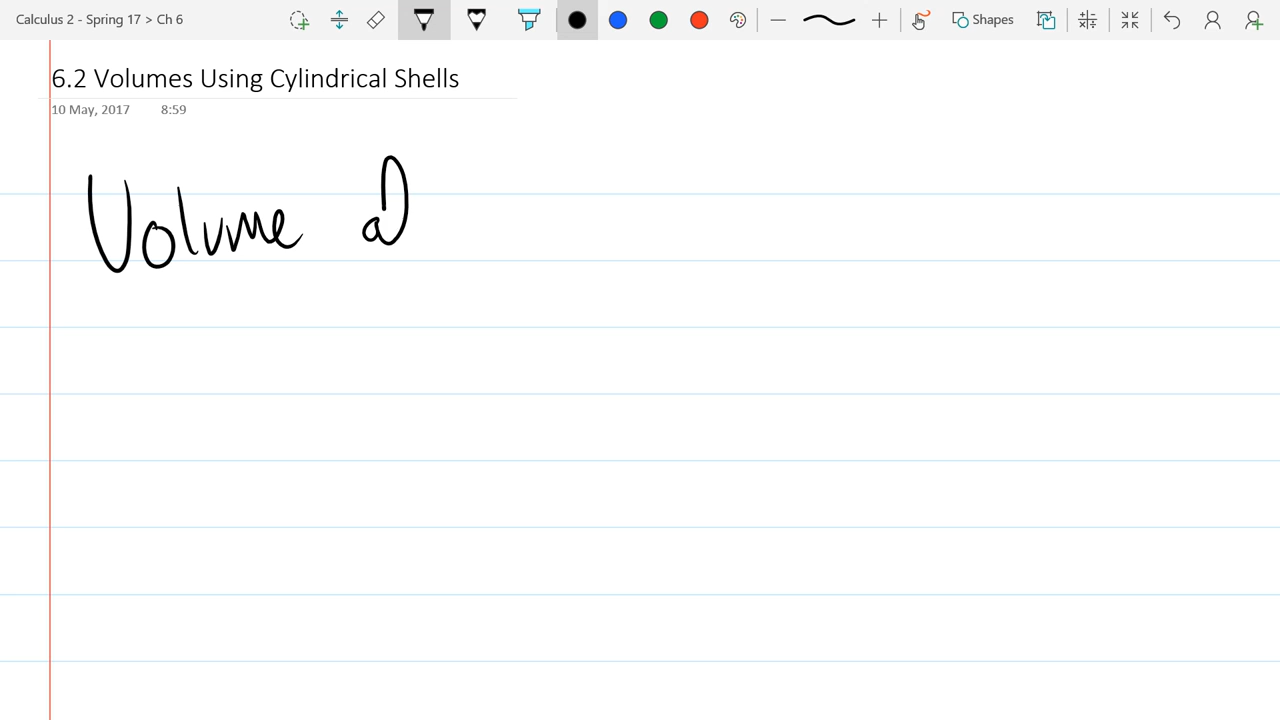 Calculus 2 - Spring 17 > Ch 6
Shapes
6.2 Volumes Using Cylindrical Shells
10 May, 2017 8:59
Volume